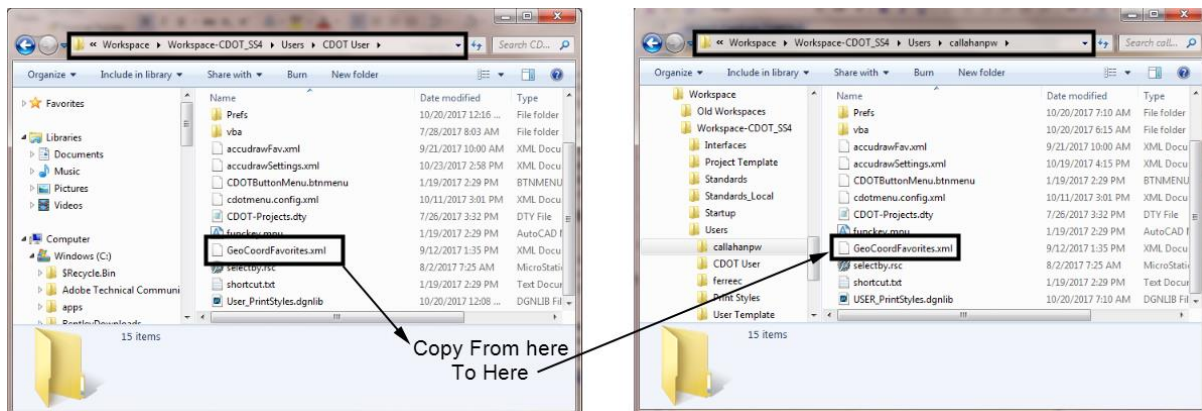 « Workspace ▸ Workspace-CDOT_SS4 ▸ Users ▸ CDOT User ▸
Search CD...
Organize ▾ Include in library ▾ Share with ▾ Burn New folder
Favorites
Libraries
Documents
Music
Pictures
Videos
Computer
Windows (C:)
$Recycle.Bin
Adobe Technical Communi
apps
BentleyDownloads
Name Date modified Type
Prefs 10/20/2017 12:16 ... File folder
vba 7/28/2017 8:03 AM File folder
accudrawFav.xml 9/21/2017 10:00 AM XML Docu
accudrawSettings.xml 10/23/2017 2:58 PM XML Docu
CDOTButtonMenu.btnmenu 1/19/2017 2:29 PM BTNMENU
cdotmenu.config.xml 10/11/2017 3:01 PM XML Docu
CDOT-Projects.dty 7/26/2017 3:32 PM DTY File
funckey.mnu 1/19/2017 2:29 PM AutoCAD
GeoCoordFavorites.xml 9/12/2017 1:35 PM XML Docu
selectby.rsc 8/2/2017 7:25 AM MicroStati
shortcut.txt 1/19/2017 2:29 PM Text Docu
User_PrintStyles.dgnlib 10/20/2017 12:08 ... DGNLIB Fil
15 items
Copy From here
To Here
« Workspace ▸ Workspace-CDOT_SS4 ▸ Users ▸ callahanpw ▸
Search call...
Organize ▾ Include in library ▾ Share with ▾ Burn New folder
Workspace
Old Workspaces
Workspace-CDOT_SS4
Interfaces
Project Template
Standards
Standards_Local
Startup
Users
callahanpw
CDOT User
ferreec
Print Styles
User Template
Name Date modified Type
Prefs 10/20/2017 7:10 AM File folder
vba 10/20/2017 6:15 AM File folder
accudrawFav.xml 9/21/2017 10:00 AM XML Docu
accudrawSettings.xml 10/19/2017 4:15 PM XML Docu
CDOTButtonMenu.btnmenu 1/19/2017 2:29 PM BTNMENU
cdotmenu.config.xml 10/11/2017 3:01 PM XML Docu
CDOT-Projects.dty 7/26/2017 3:32 PM DTY File
funckey.mnu 1/19/2017 2:29 PM AutoCAD
GeoCoordFavorites.xml 9/12/2017 1:35 PM XML Docu
selectby.rsc 8/2/2017 7:25 AM MicroStati
shortcut.txt 1/19/2017 2:29 PM Text Docur
USER_PrintStyles.dgnlib 10/20/2017 7:10 AM DGNLIB Fil
15 items